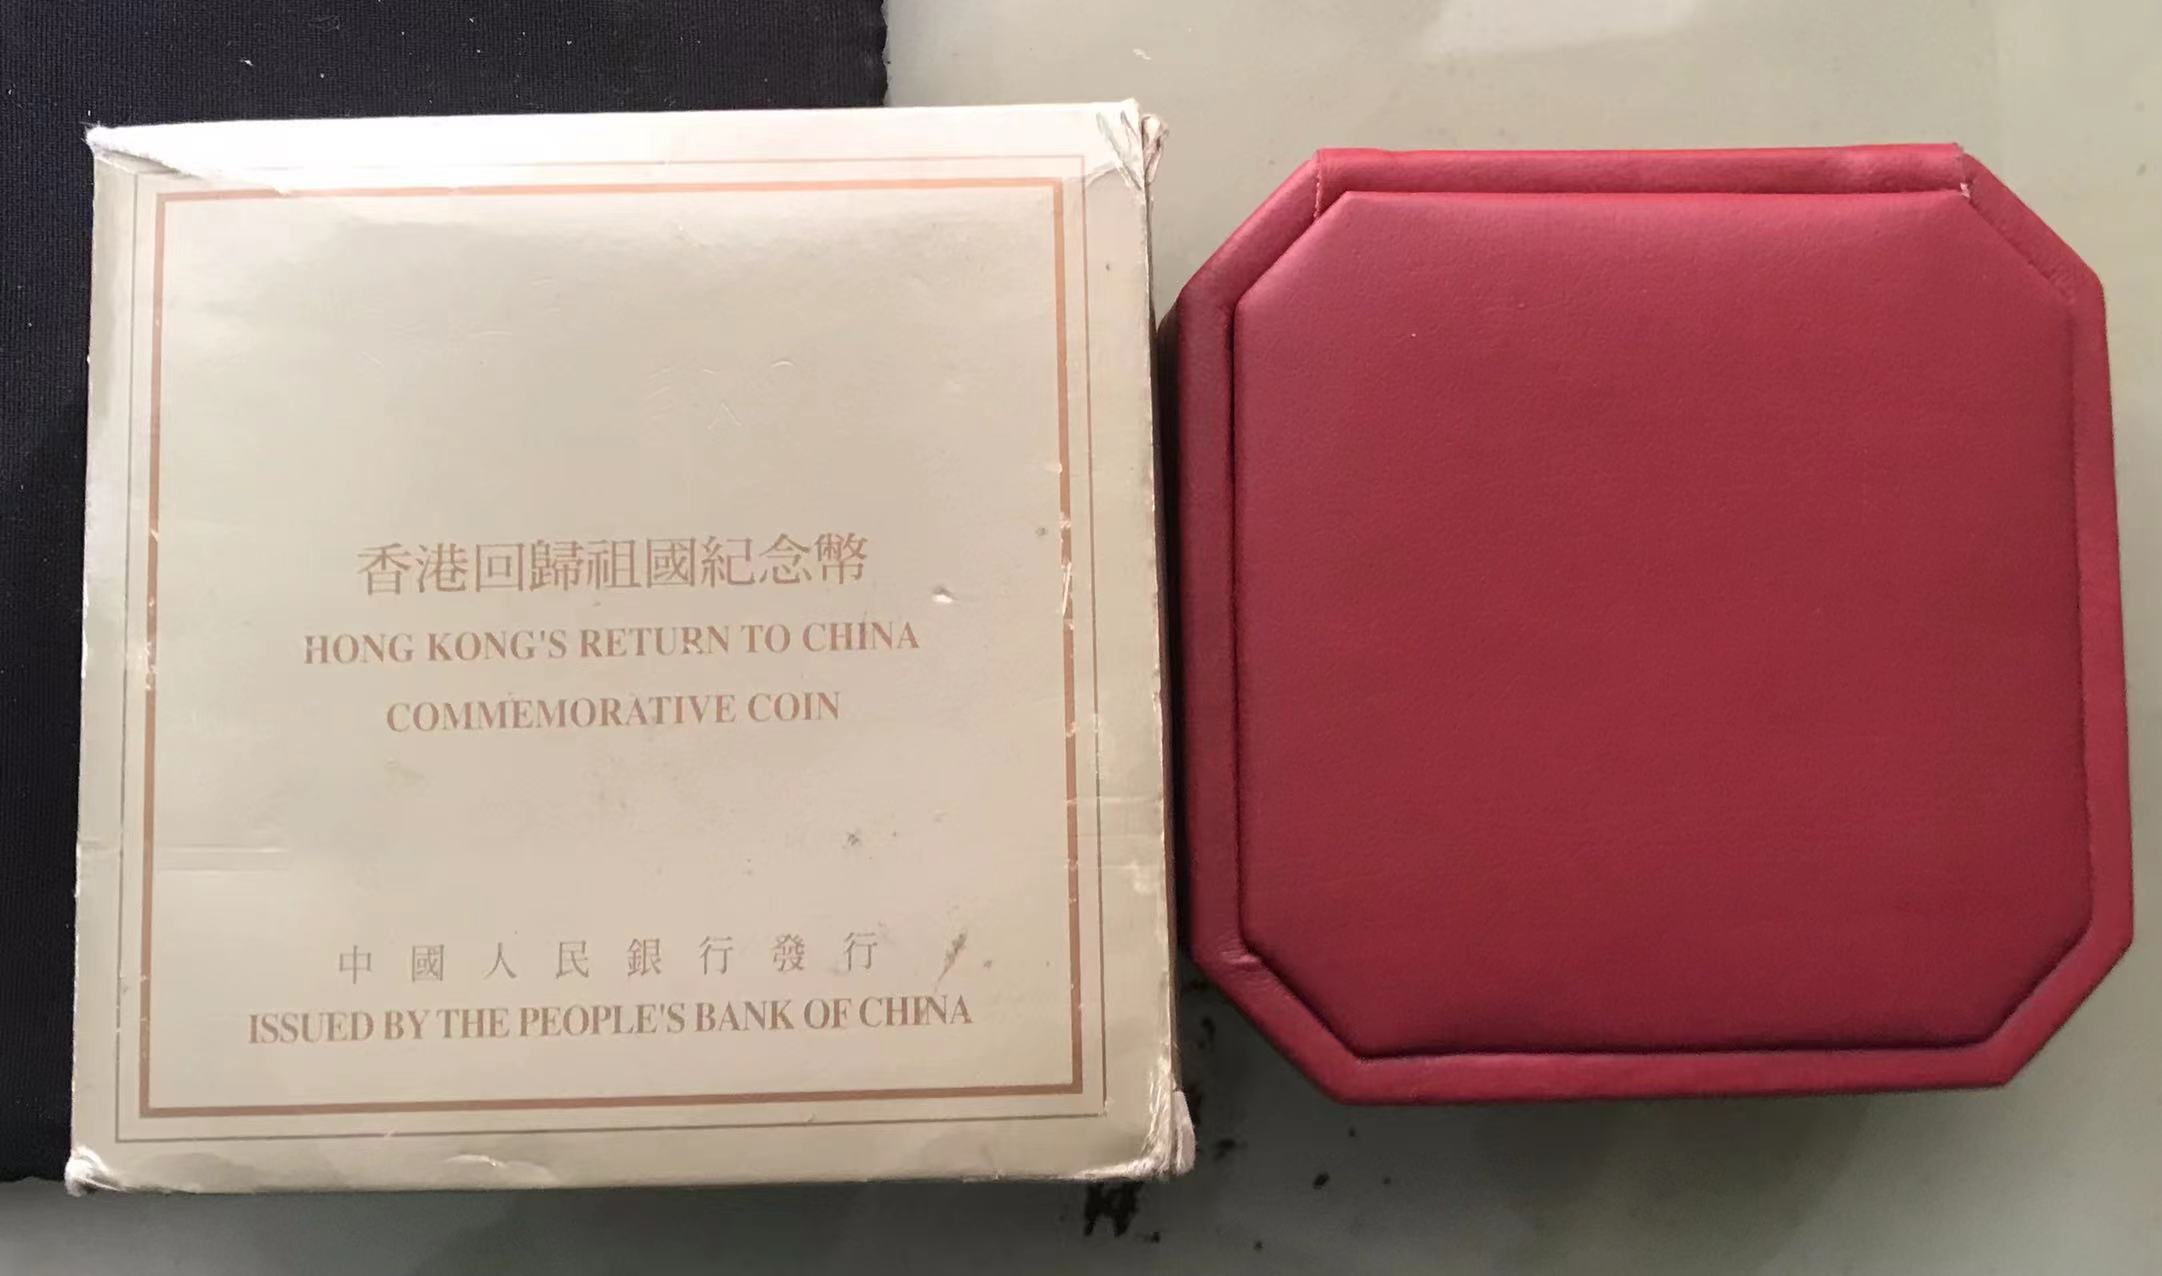 香港回歸祖國紀念幣
HONG KONG'S RETURN TO CHINA
COMMEMORATIVE COIN
中國人民銀行發行
ISSUED BY THE PEOPLE'S BANK OF CHINA